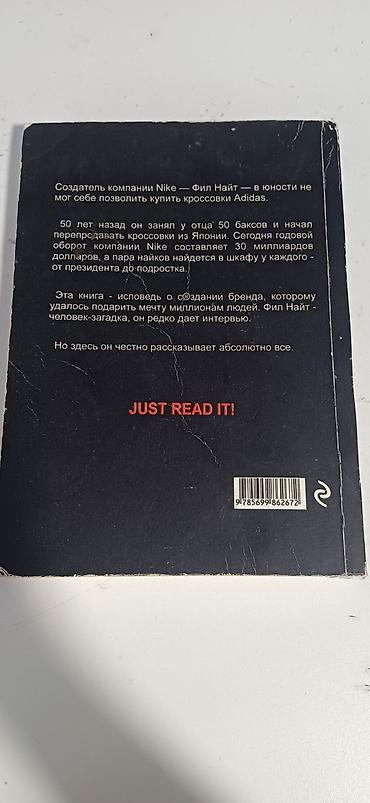 Создатель компании Nike — Фил Найт — в юности не
мог себе позволить купить кроссовки Adidas.
50 лет назад он занял у отца 50 баксов и начал
перепродавать кроссовки из Японии. Сегодня годовой
оборот компании Nike составляет 30 миллиардов
долларов, а пара найков найдется в шкафу у каждого -
от президента до подростка.
Эта книга - исповедь о с®здании бренда, которому
удалось подарить мечту миллионам людей. Фил Найт -
человек-загадка, он редко дает интервью.
Но здесь он честно рассказывает абсолютно все.
JUST READ IT!
9 785699 862672